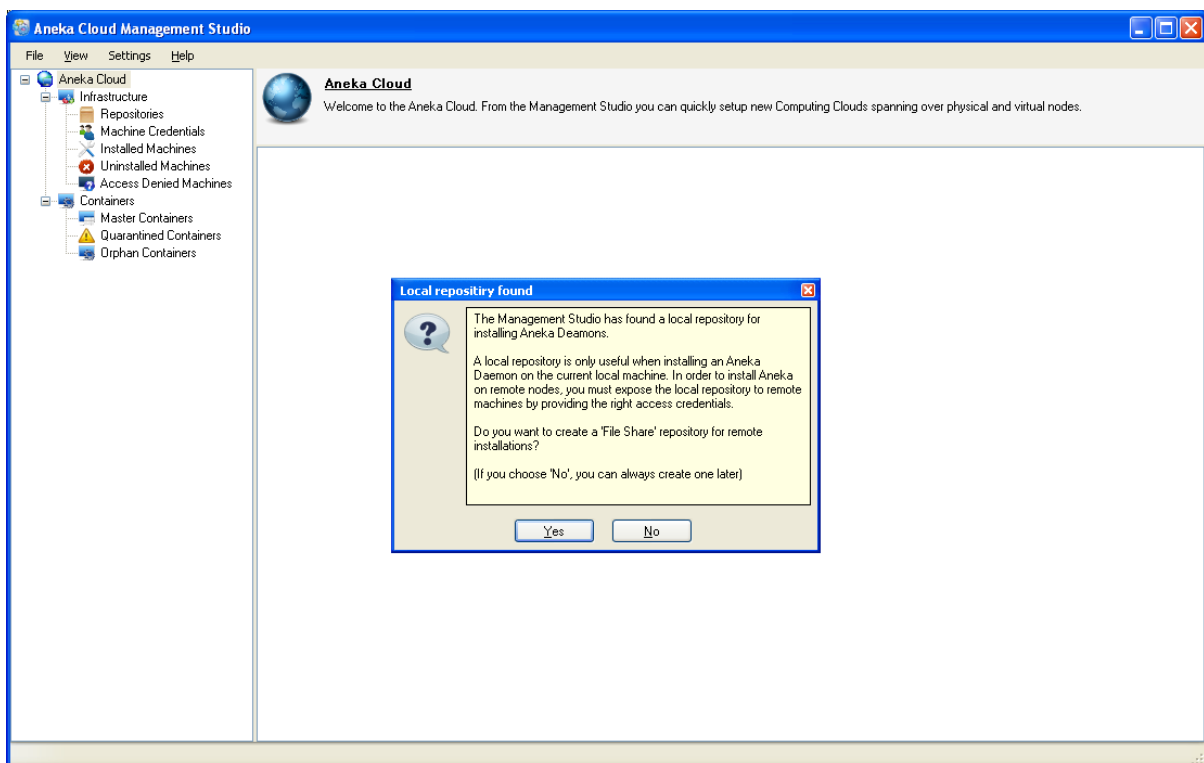 Aneka Cloud Management Studio
File View Settings Help
Aneka Cloud
Infrastructure
Repositories
Machine Credentials
Installed Machines
Uninstalled Machines
Access Denied Machines
Containers
Master Containers
Quarantined Containers
Orphan Containers
Aneka Cloud
Welcome to the Aneka Cloud. From the Management Studio you can quickly setup new Computing Clouds spanning over physical and virtual nodes.
Local repositiry found
The Management Studio has found a local repository for
installing Aneka Deamons.
A local repository is only useful when installing an Aneka
Daemon on the current local machine. In order to install Aneka
on remote nodes, you must expose the local repository to remote
machines by providing the right access credentials.
Do you want to create a 'File Share' repository for remote
installations?
(If you choose 'No', you can always create one later)
Yes No